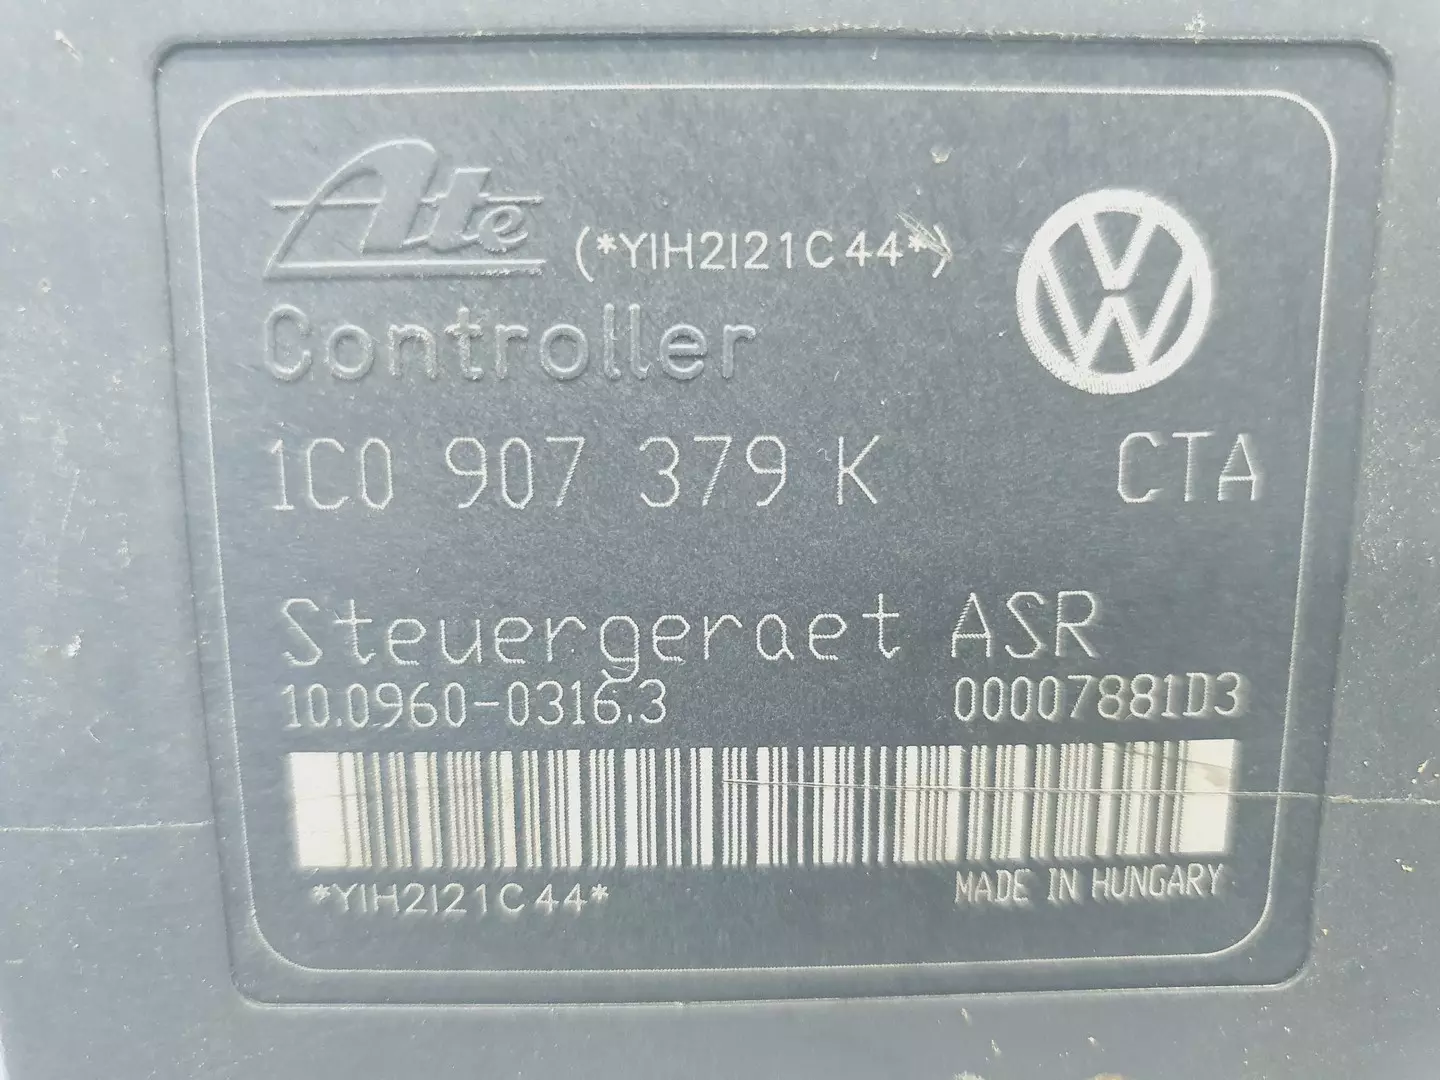 Ate (*YIH2I21C44*)
Controller
1C0 907 379 K CTA
Steuergeraet ASR
10.0960-0316.3 00007881D3
*YIH2I21C44* MADE IN HUNGARY